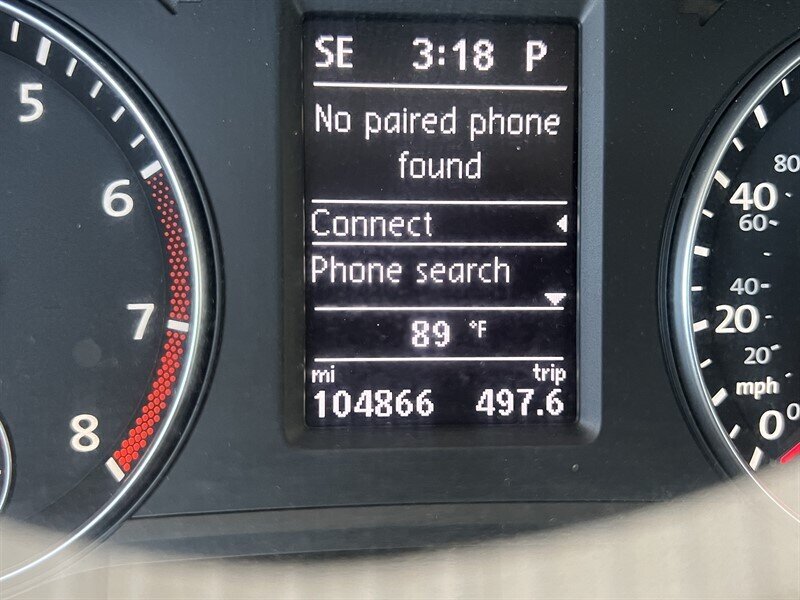 SE 3:18 P
No paired phone
found
Connect
Phone search
89 °F
mi trip
104866 497.6
5
6
7
8
80
40
60
40
20
20
mph
0
0